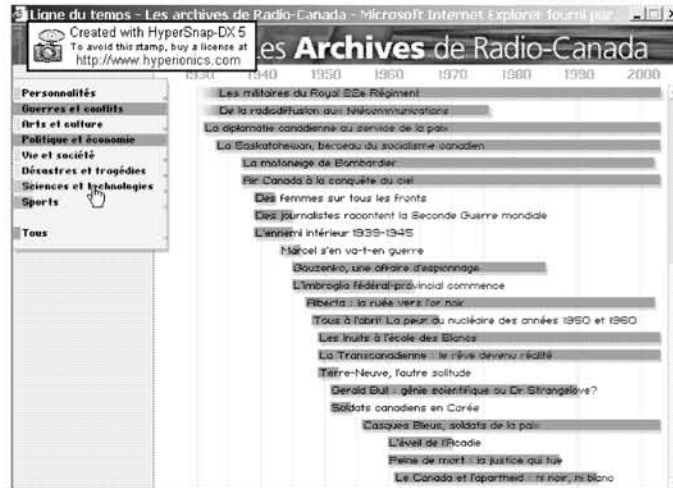 Ligne du temps - Les archives de Radio-Canada - Microsoft Internet Explorer fourni par
Created with HyperSnap-DX 5
To avoid this stamp, buy a license at
http://www.hyperionics.com
Les Archives de Radio-Canada
1930 1940 1950 1960 1970 1980 1990 2000
Personnalités
Guerres et conflits
Arts et culture
Politique et économie
Vie et société
Désastres et tragédies
Sciences et technologies
Sports
Tous
Les militaires du Royal 22e Régiment
De la radiodiffusion aux télécommunications
La diplomatie canadienne au service de la paix
La Saskatchewan, berceau du socialisme canadien
La motoneige de Bombardier
Air Canada à la conquête du ciel
Des femmes sur tous les fronts
Des journalistes racontent la Seconde Guerre mondiale
L'ennemi intérieur 1939-1945
Marcel s'en va-t-en guerre
Gouzenko, une affaire d'espionnage
L'imbroglio fédéral-provincial commence
Alberta : la ruée vers l'or noir
Tous à l'abri! La peur du nucléaire des années 1950 et 1960
Les Inuits à l'école des Blancs
La Transcanadienne : le rêve devenu réalité
Terre-Neuve, l'autre solitude
Gerald Bull : génie scientifique ou Dr Strangelove?
Soldats canadiens en Corée
Casques Bleus, soldats de la paix
L'éveil de l'Acadie
Peine de mort : la justice qui tue
Le Canada et l'apartheid : ni noir, ni blanc